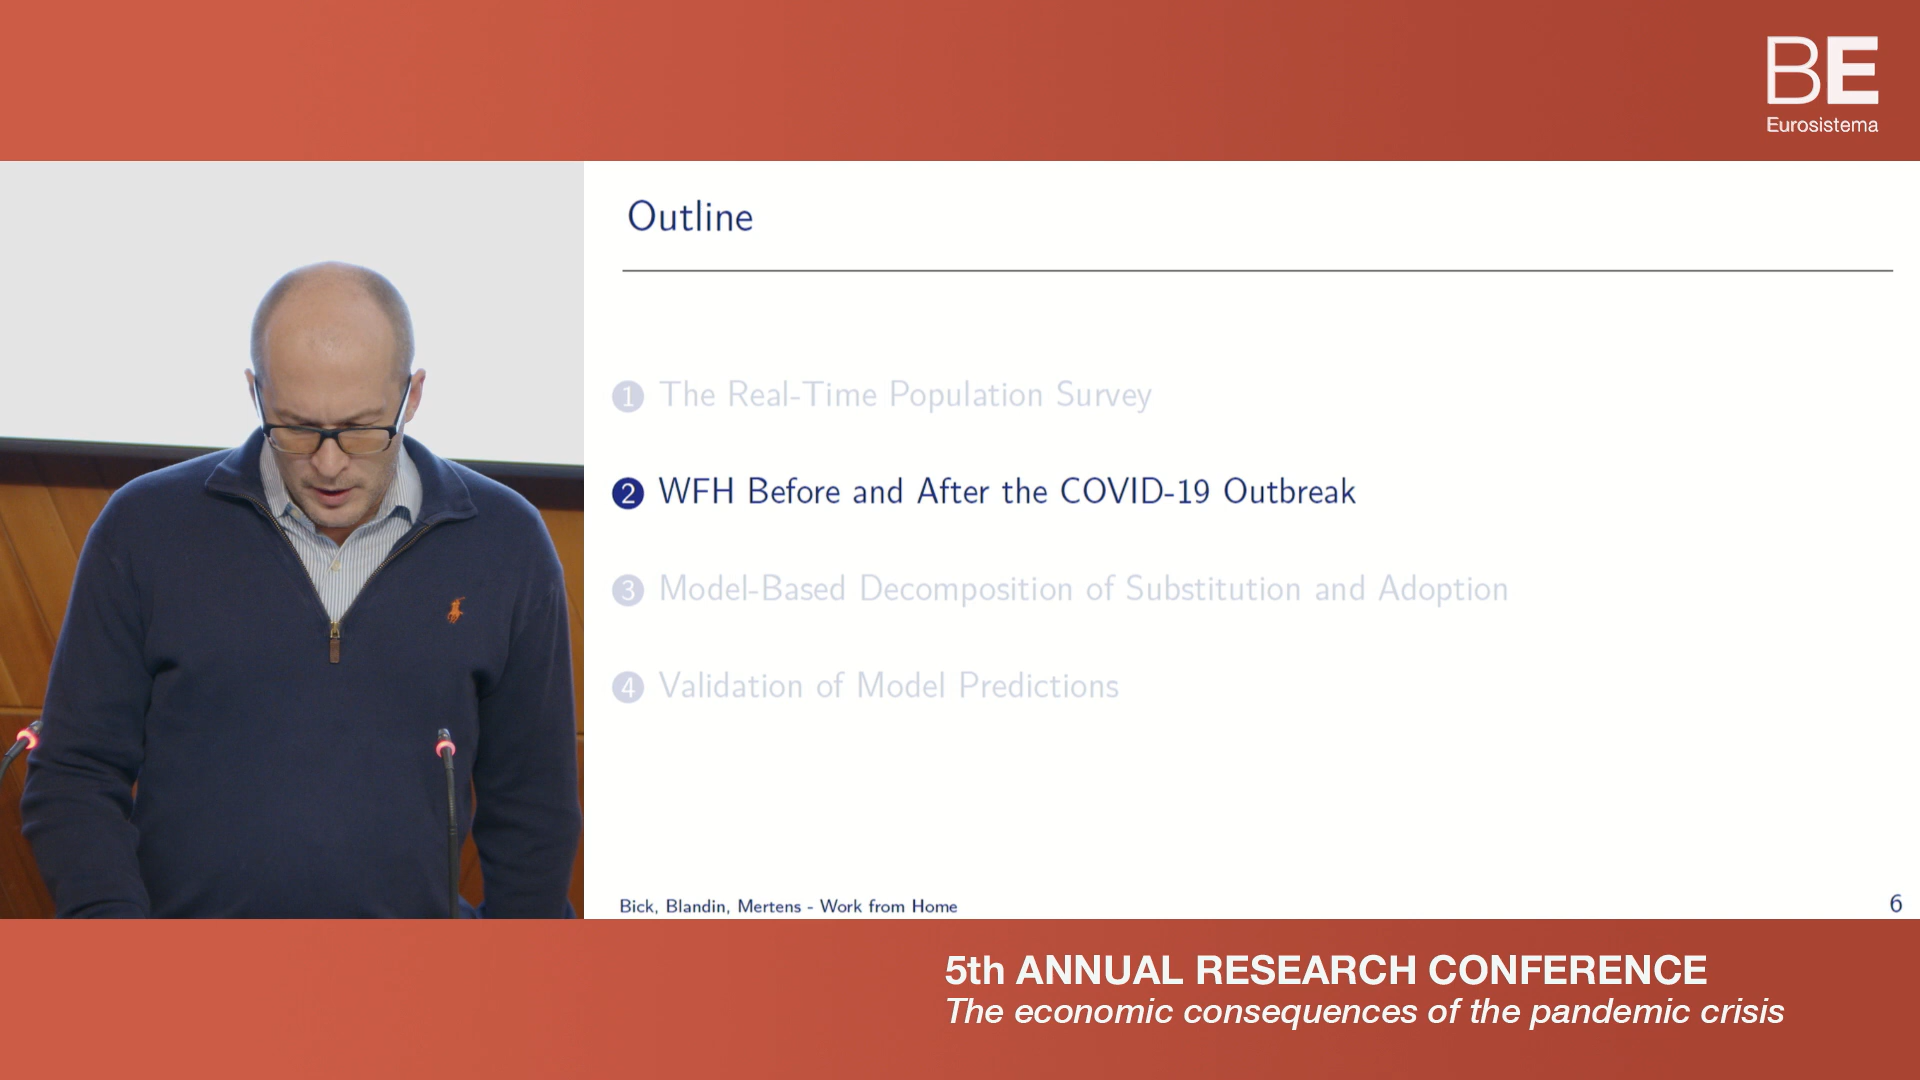 BE
Eurosistema
Outline
1 The Real-Time Population Survey
2 WFH Before and After the COVID-19 Outbreak
3 Model-Based Decomposition of Substitution and Adoption
4 Validation of Model Predictions
Bick, Blandin, Mertens - Work from Home
6
5th ANNUAL RESEARCH CONFERENCE
The economic consequences of the pandemic crisis